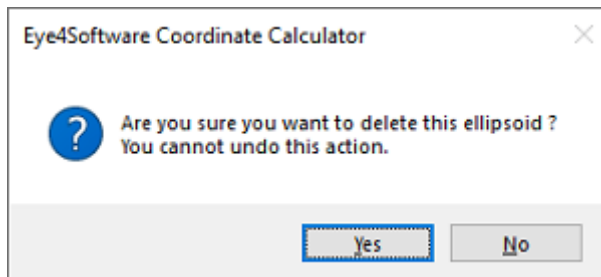 Eye4Software Coordinate Calculator
?
Are you sure you want to delete this ellipsoid ?
You cannot undo this action.
Yes No